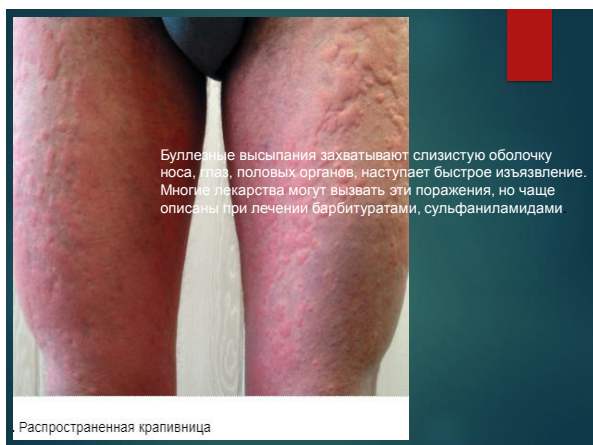 Буллезные высыпания захватывают слизистую оболочку
носа, глаз, половых органов, наступает быстрое изъязвление.
Многие лекарства могут вызвать эти поражения, но чаще
описаны при лечении барбитуратами, сульфаниламидами.
. Распространенная крапивница